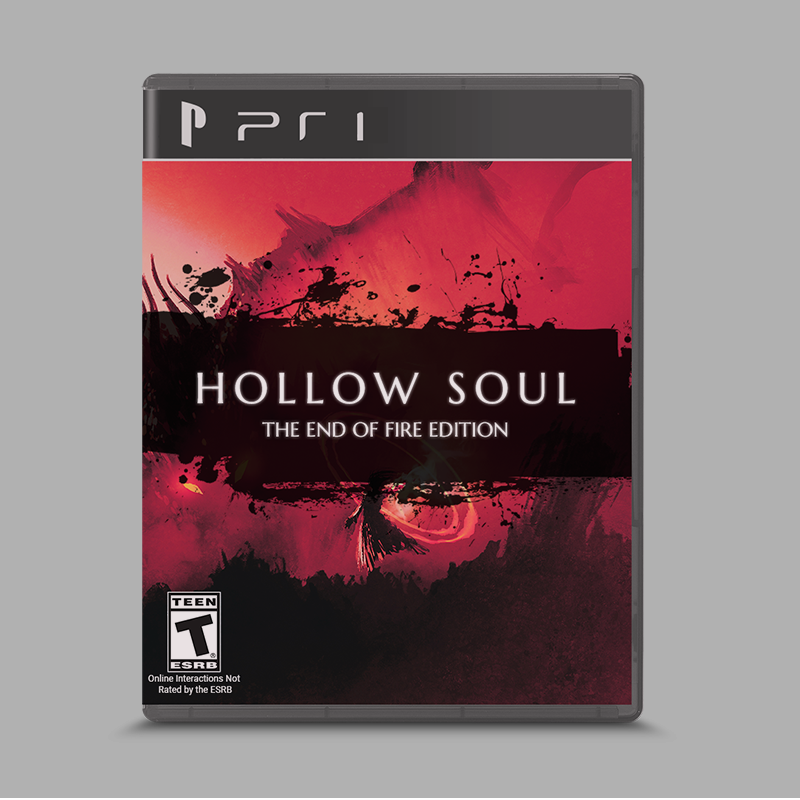 P PRI
HOLLOW SOUL
THE END OF FIRE EDITION
TEEN
T
®
ESRB
Online Interactions Not
Rated by the ESRB